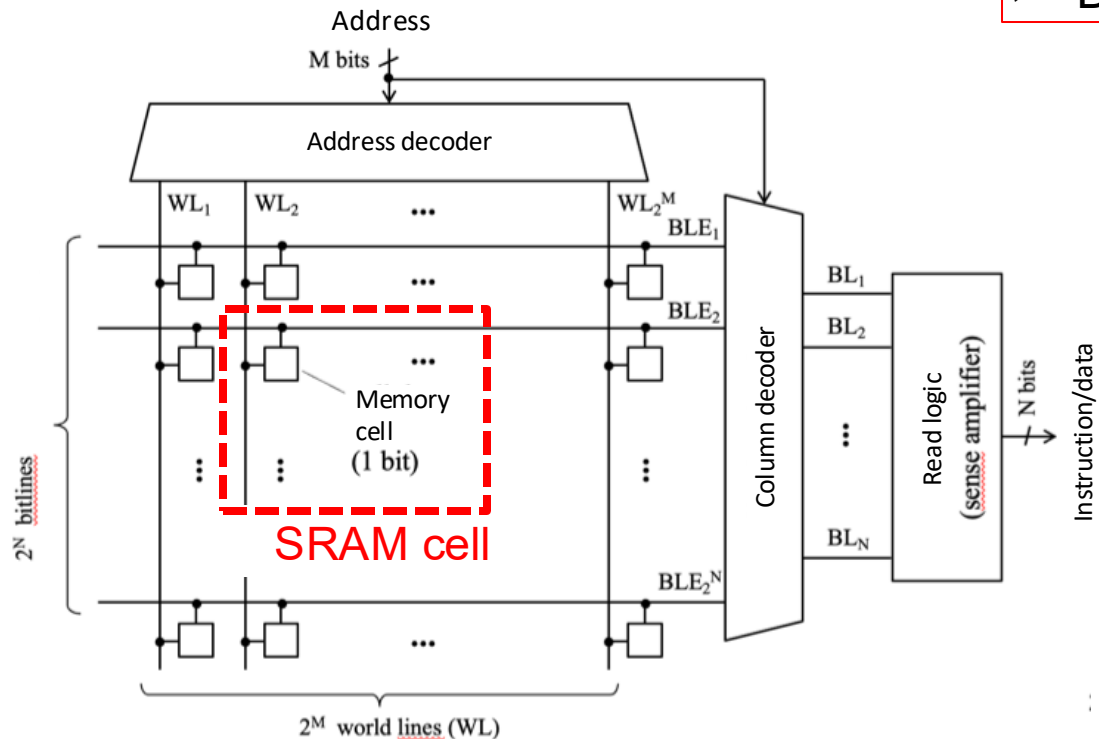 Address
M bits
Address decoder
WL₁
WL₂
...
WL₂ᴹ
BLE₁
BL₁
...
BLE₂
BL₂
...
Memory
cell
(1 bit)
2ᴺ bitlines
Column decoder
Read logic
(sense amplifier)
N bits
Instruction/data
SRAM cell
BLE₂ᴺ
BL_N
...
2ᴹ world lines (WL)